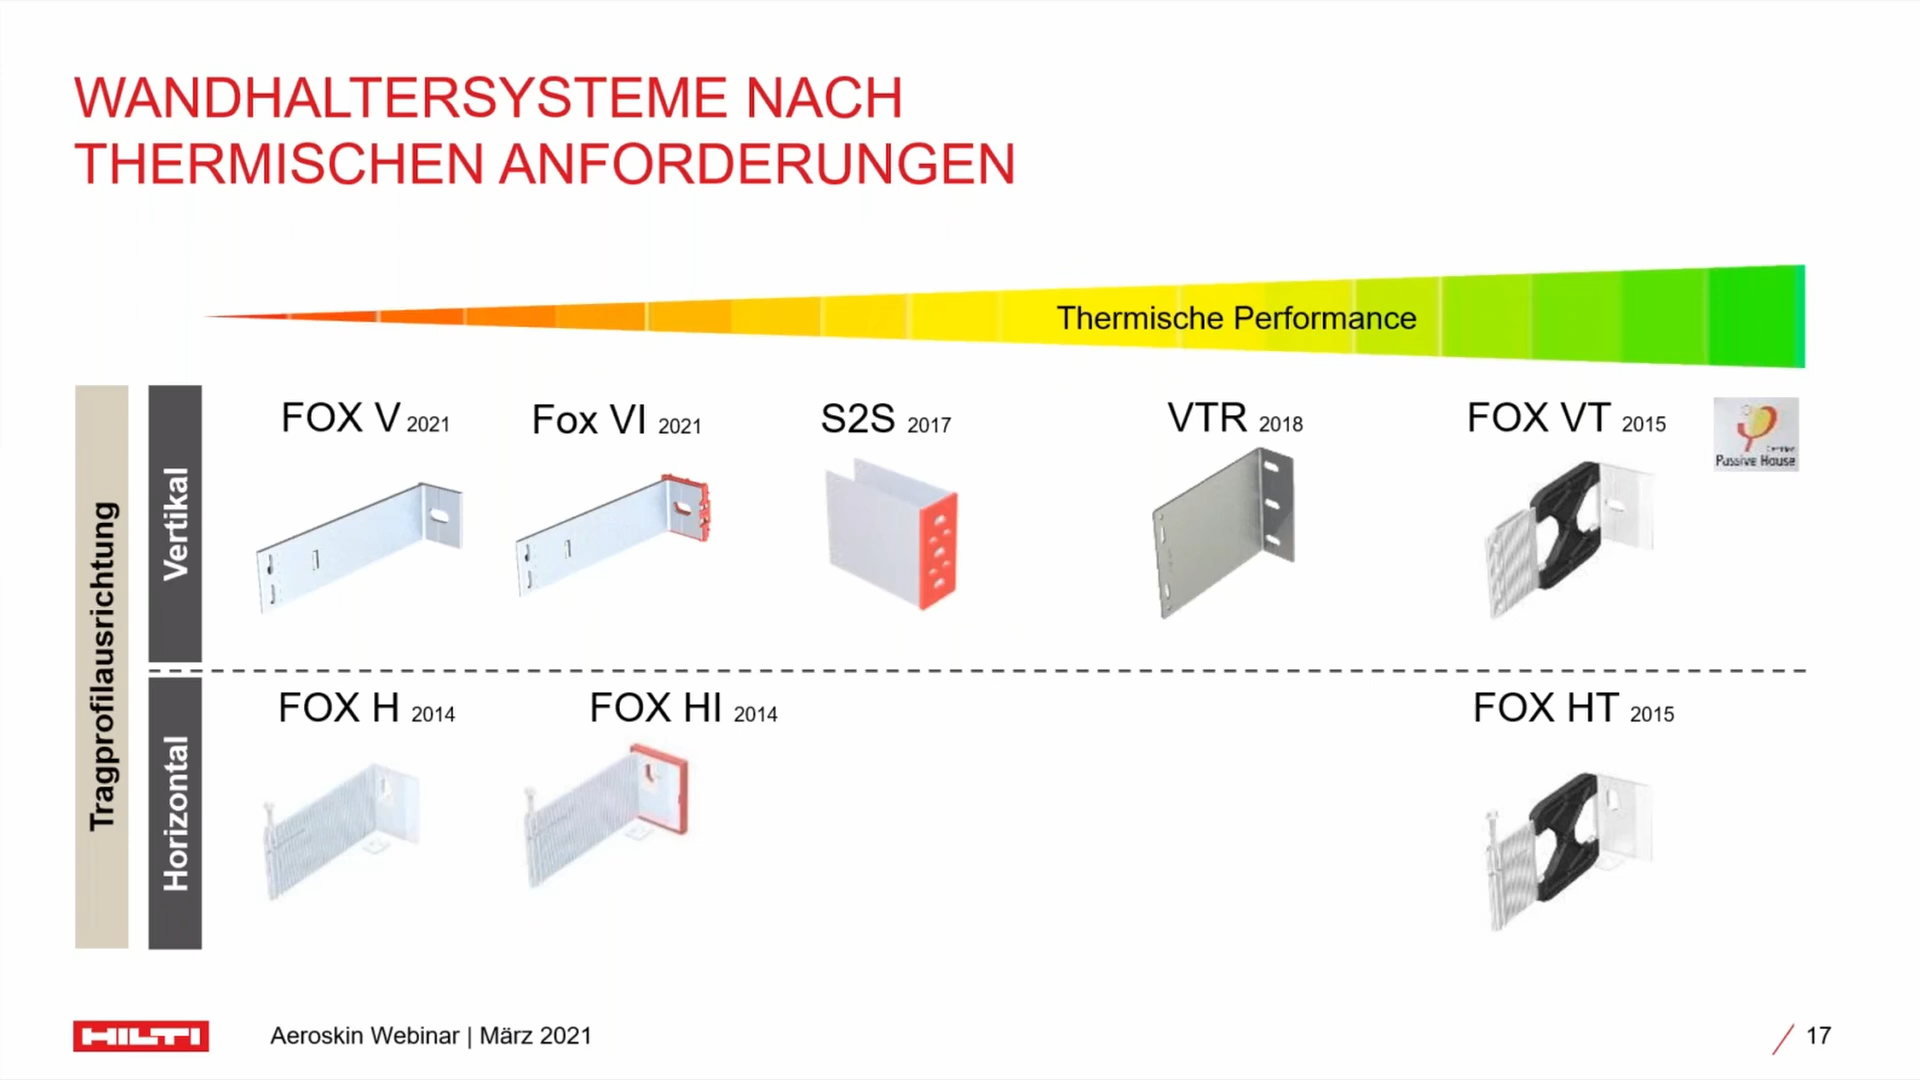 WANDHALTERSYSTEME NACH
THERMISCHEN ANFORDERUNGEN
Thermische Performance
Tragprofilausrichtung
Vertikal
FOX V 2021
Fox VI 2021
S2S 2017
VTR 2018
FOX VT 2015
Certified
Passive House
Horizontal
FOX H 2014
FOX HI 2014
FOX HT 2015
HILTI
Aeroskin Webinar | März 2021
17